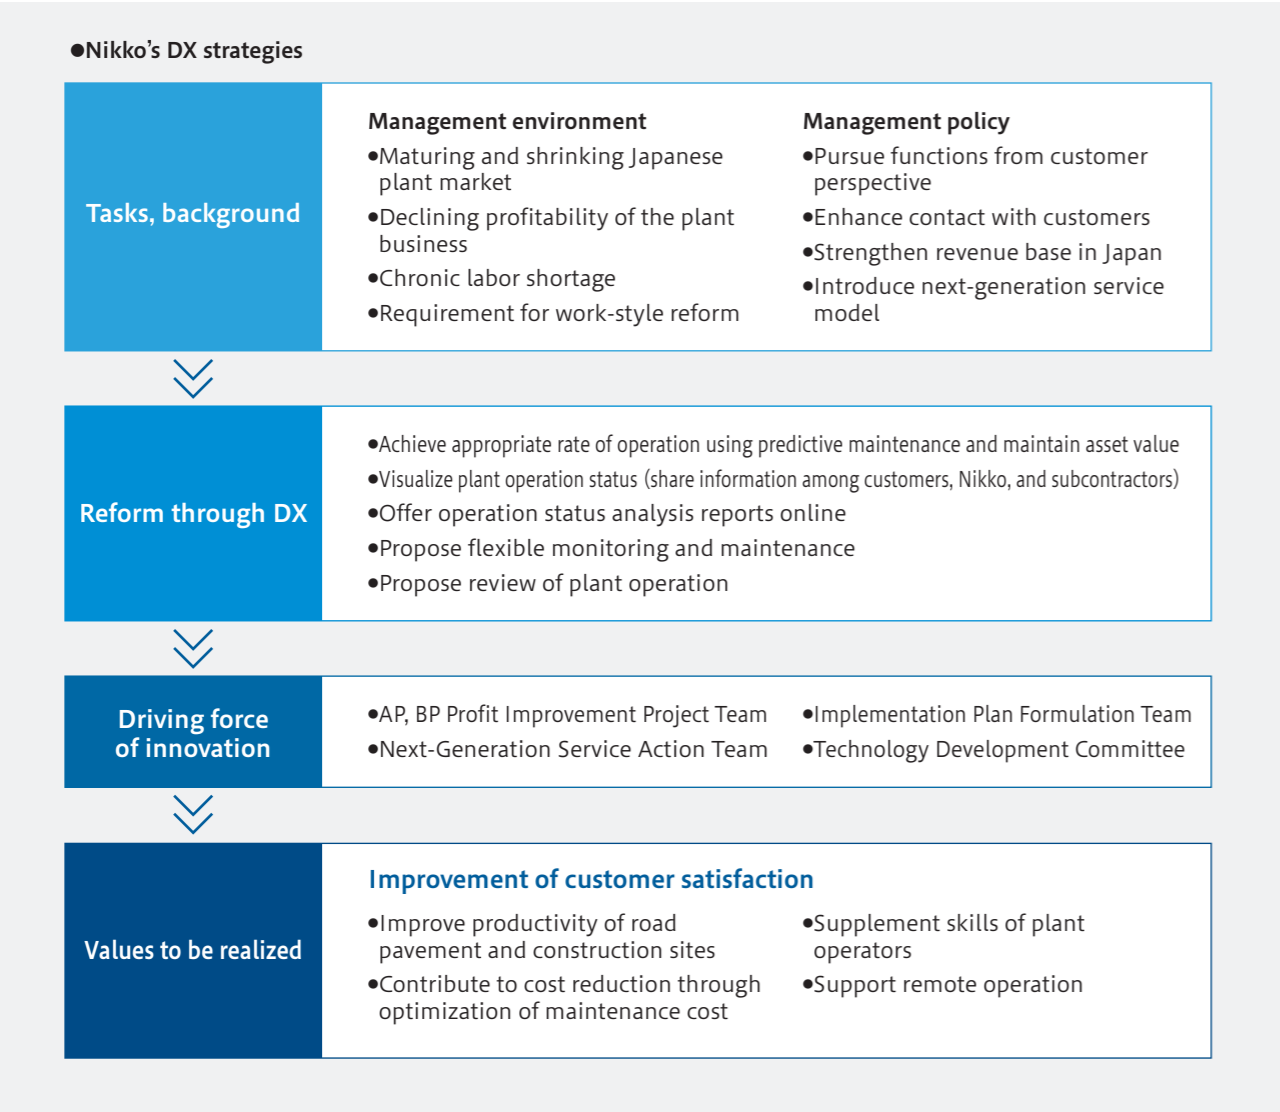 ●Nikko’s DX strategies
Tasks, background
Management environment
●Maturing and shrinking Japanese
plant market
●Declining profitability of the plant
business
●Chronic labor shortage
●Requirement for work-style reform
Management policy
●Pursue functions from customer
perspective
●Enhance contact with customers
●Strengthen revenue base in Japan
●Introduce next-generation service
model
Reform through DX
●Achieve appropriate rate of operation using predictive maintenance and maintain asset value
●Visualize plant operation status (share information among customers, Nikko, and subcontractors)
●Offer operation status analysis reports online
●Propose flexible monitoring and maintenance
●Propose review of plant operation
Driving force
of innovation
●AP, BP Profit Improvement Project Team
●Next-Generation Service Action Team
●Implementation Plan Formulation Team
●Technology Development Committee
Values to be realized
Improvement of customer satisfaction
●Improve productivity of road
pavement and construction sites
●Contribute to cost reduction through
optimization of maintenance cost
●Supplement skills of plant
operators
●Support remote operation